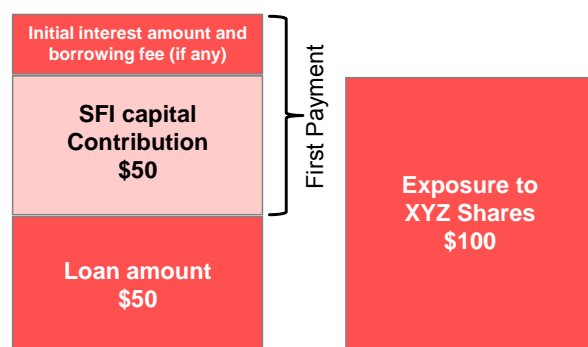 Initial interest amount and
borrowing fee (if any)
SFI capital
Contribution
$50
Loan amount
$50
First Payment
Exposure to
XYZ Shares
$100